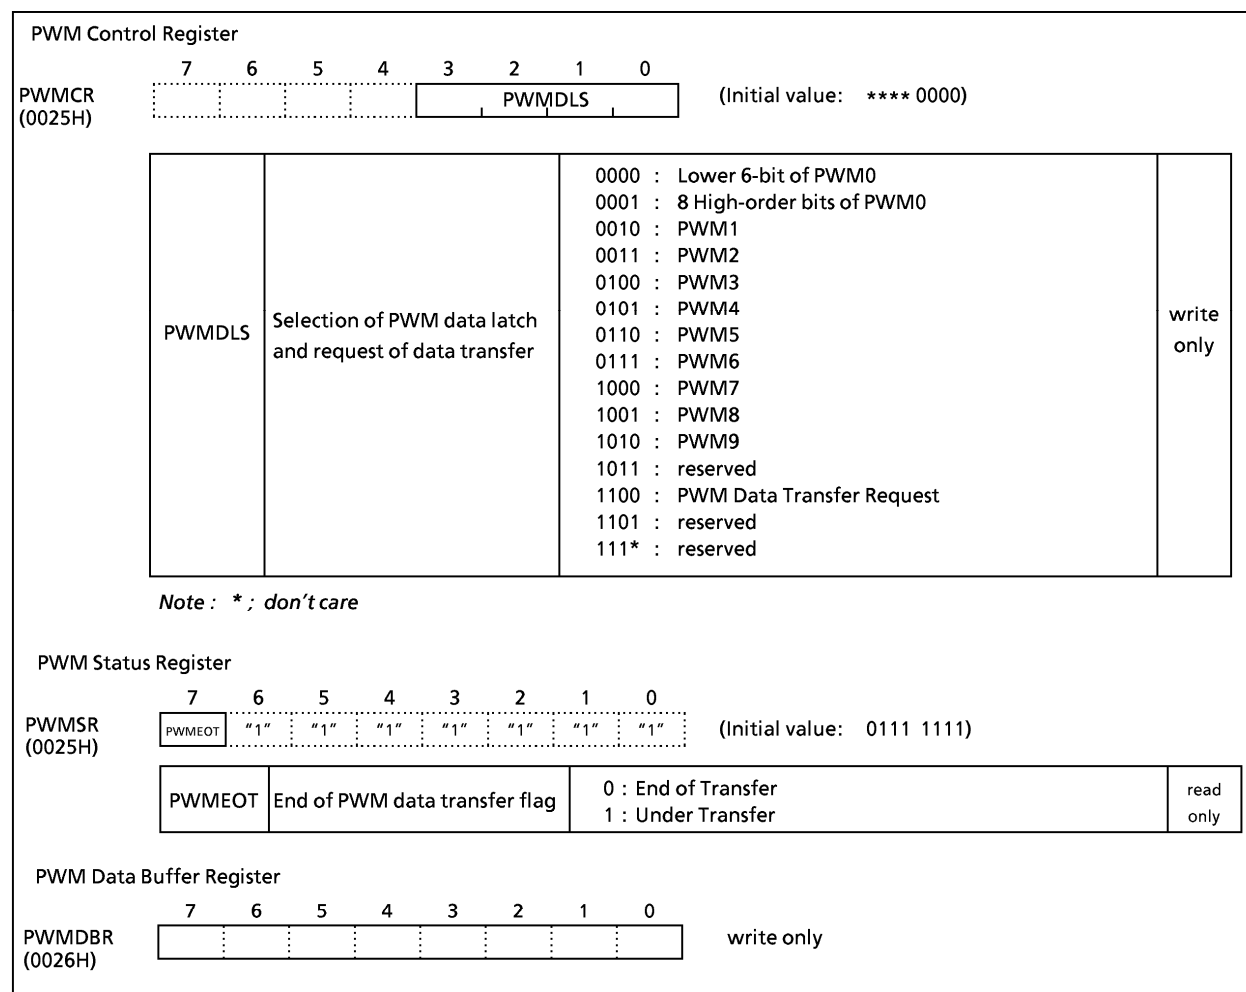 PWM Control Register
7 6 5 4 3 2 1 0
PWMCR
(0025H)
PWMDLS
(Initial value: **** 0000)
PWMDLS
Selection of PWM data latch
and request of data transfer
0000 : Lower 6-bit of PWM0
0001 : 8 High-order bits of PWM0
0010 : PWM1
0011 : PWM2
0100 : PWM3
0101 : PWM4
0110 : PWM5
0111 : PWM6
1000 : PWM7
1001 : PWM8
1010 : PWM9
1011 : reserved
1100 : PWM Data Transfer Request
1101 : reserved
111* : reserved
write
only
Note : * ; don't care
PWM Status Register
7 6 5 4 3 2 1 0
PWMSR
(0025H)
PWMEOT "1" "1" "1" "1" "1" "1" "1"
(Initial value: 0111 1111)
PWMEOT
End of PWM data transfer flag
0 : End of Transfer
1 : Under Transfer
read
only
PWM Data Buffer Register
7 6 5 4 3 2 1 0
PWMDBR
(0026H)
write only